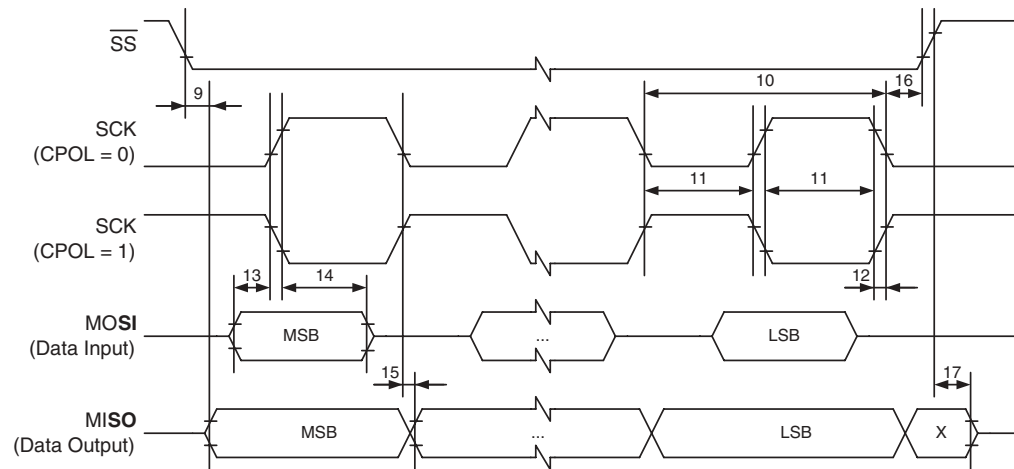 SS
9
10
16
SCK
(CPOL = 0)
11
11
SCK
(CPOL = 1)
13
14
12
MOSI
(Data Input)
MSB
...
LSB
15
17
MISO
(Data Output)
MSB
...
LSB
X